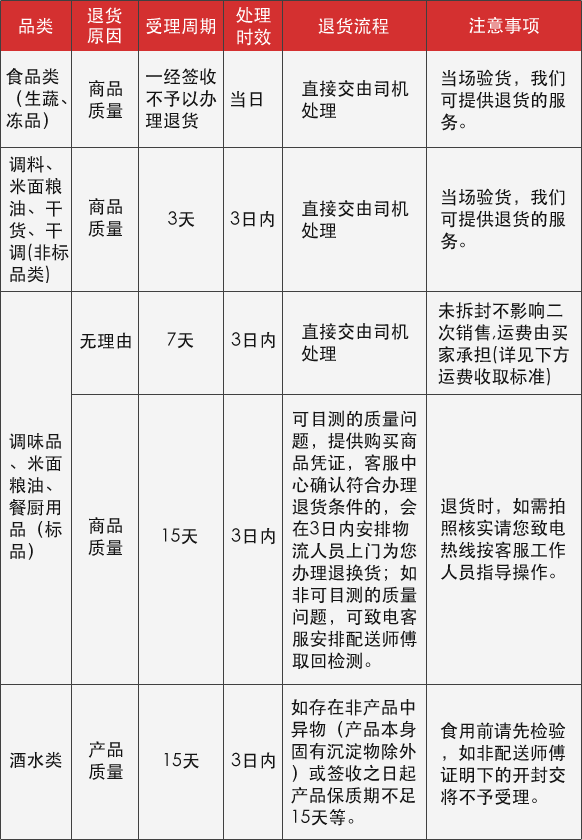 品类
退货
原因
受理周期
处理
时效
退货流程
注意事项
食品类
（生蔬、
冻品）
商品
质量
一经签收
不予以办
理退货
当日
直接交由司机
处理
当场验货，我们
可提供退货的服
务。
调料、
米面粮
油、干
货、干
调(非标
品类)
商品
质量
3天
3日内
直接交由司机
处理
当场验货，我们
可提供退货的服
务。
调味品
、米面
粮油、
餐厨用
品（标
品）
无理由
7天
3日内
直接交由司机
处理
未拆封不影响二
次销售,运费由买
家承担(详见下方
运费收取标准)
商品
质量
15天
3日内
可目测的质量问
题，提供购买商
品凭证，客服中
心确认符合办理
退货条件的，会
在3日内安排物
流人员上门为您
办理退换货；如
非可目测的质量
问题，可致电客
服安排配送师傅
取回检测。
退货时，如需拍
照核实请您致电
热线按客服工作
人员指导操作。
酒水类
产品
质量
15天
3日内
如存在非产品中
异物（产品本身
固有沉淀物除外
）或签收之日起
产品保质期不足
15天等。
食用前请先检验
，如非配送师傅
证明下的开封交
将不予受理。